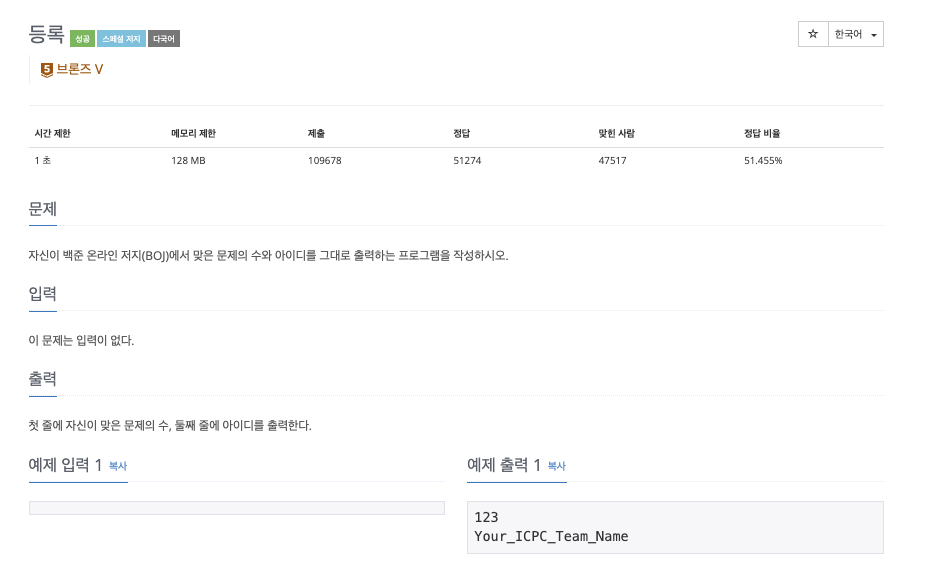 등록 성공 스페셜 저지 다국어
☆ 한국어
5 브론즈 V
시간 제한 메모리 제한 제출 정답 맞힌 사람 정답 비율
1 초 128 MB 109678 51274 47517 51.455%
문제
자신이 백준 온라인 저지(BOJ)에서 맞은 문제의 수와 아이디를 그대로 출력하는 프로그램을 작성하시오.
입력
이 문제는 입력이 없다.
출력
첫 줄에 자신이 맞은 문제의 수, 둘째 줄에 아이디를 출력한다.
예제 입력 1 복사
예제 출력 1 복사
123
Your_ICPC_Team_Name